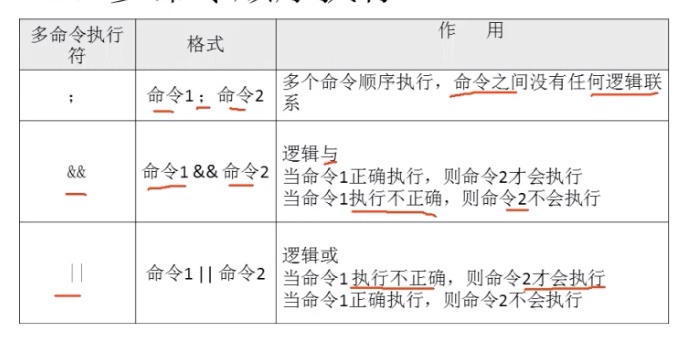 多命令执行符
格式
作 用
;
命令1 ; 命令2
多个命令顺序执行，命令之间没有任何逻辑联
系
&&
命令1 && 命令2
逻辑与
当命令1正确执行，则命令2才会执行
当命令1执行不正确，则命令2不会执行
||
命令1 || 命令2
逻辑或
当命令1 执行不正确，则命令2才会执行
当命令1正确执行，则命令2不会执行